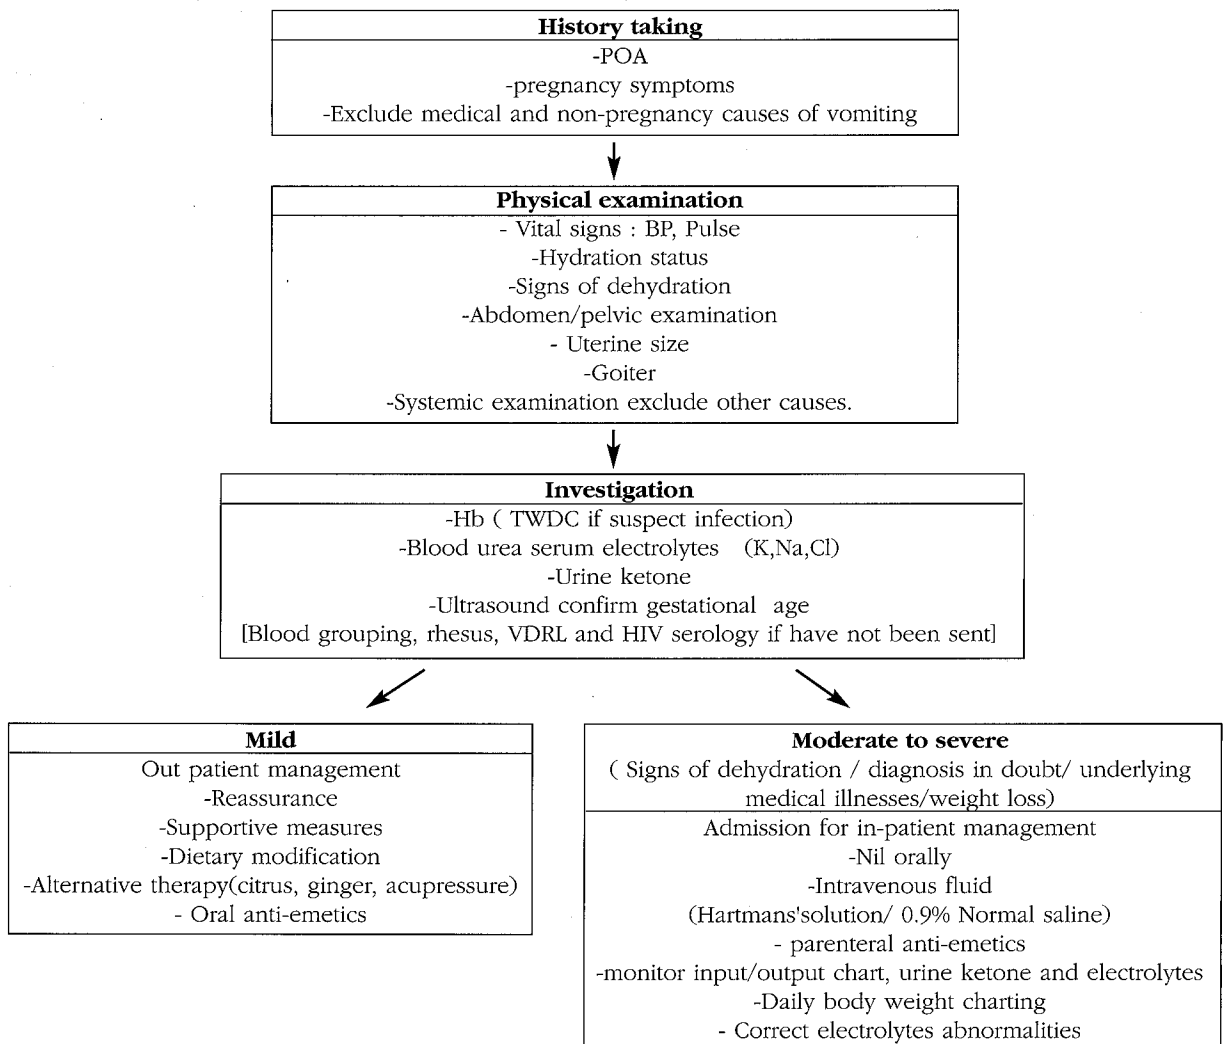 History taking
-POA
-pregnancy symptoms
-Exclude medical and non-pregnancy causes of vomiting
Physical examination
- Vital signs : BP, Pulse
-Hydration status
-Signs of dehydration
-Abdomen/pelvic examination
- Uterine size
-Goiter
-Systemic examination exclude other causes.
Investigation
-Hb ( TWDC if suspect infection)
-Blood urea serum electrolytes (K,Na,Cl)
-Urine ketone
-Ultrasound confirm gestational age
[Blood grouping, rhesus, VDRL and HIV serology if have not been sent]
Mild
Out patient management
-Reassurance
-Supportive measures
-Dietary modification
-Alternative therapy(citrus, ginger, acupressure)
- Oral anti-emetics
Moderate to severe
( Signs of dehydration / diagnosis in doubt/ underlying
medical illnesses/weight loss)
Admission for in-patient management
-Nil orally
-Intravenous fluid
(Hartmans'solution/ 0.9% Normal saline)
- parenteral anti-emetics
-monitor input/output chart, urine ketone and electrolytes
-Daily body weight charting
- Correct electrolytes abnormalities